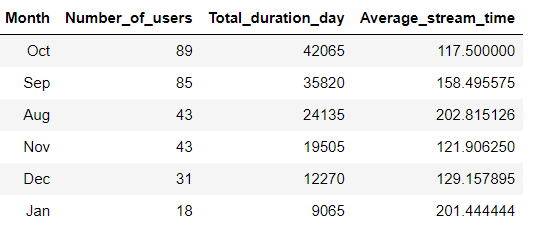 Month Number_of_users Total_duration_day Average_stream_time
Oct 89 42065 117.500000
Sep 85 35820 158.495575
Aug 43 24135 202.815126
Nov 43 19505 121.906250
Dec 31 12270 129.157895
Jan 18 9065 201.444444